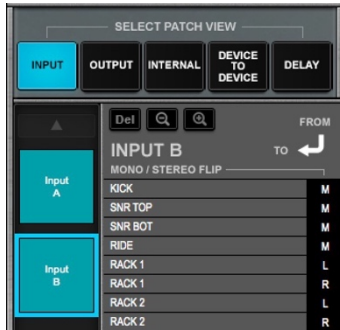 SELECT PATCH VIEW
INPUT
OUTPUT
INTERNAL
DEVICE
TO
DEVICE
DELAY
Del
FROM
INPUT B
TO
MONO / STEREO FLIP
Input
A
Input
B
KICK M
SNR TOP M
SNR BOT M
RIDE M
RACK 1 L
RACK 1 R
RACK 2 L
RACK 2 R